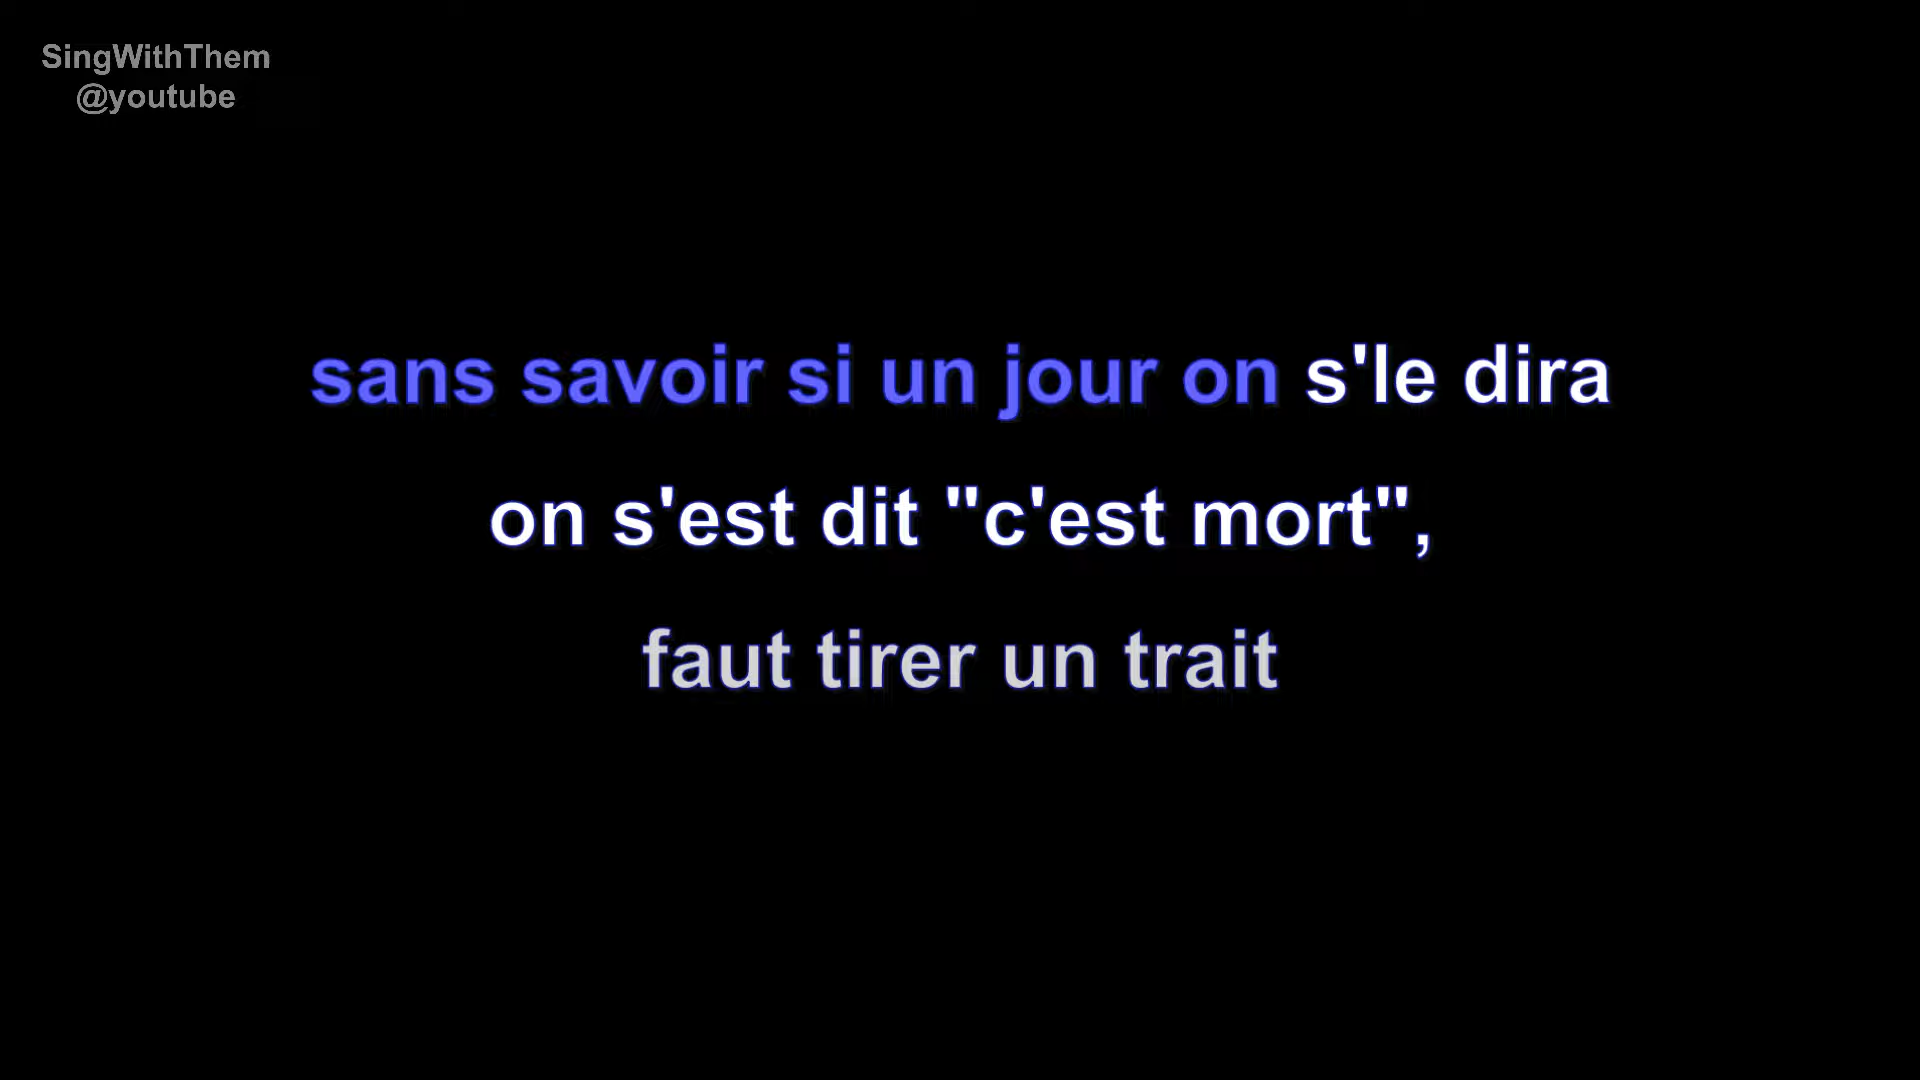 SingWithThem
@youtube
sans savoir si un jour on s'le dira
on s'est dit "c'est mort",
faut tirer un trait